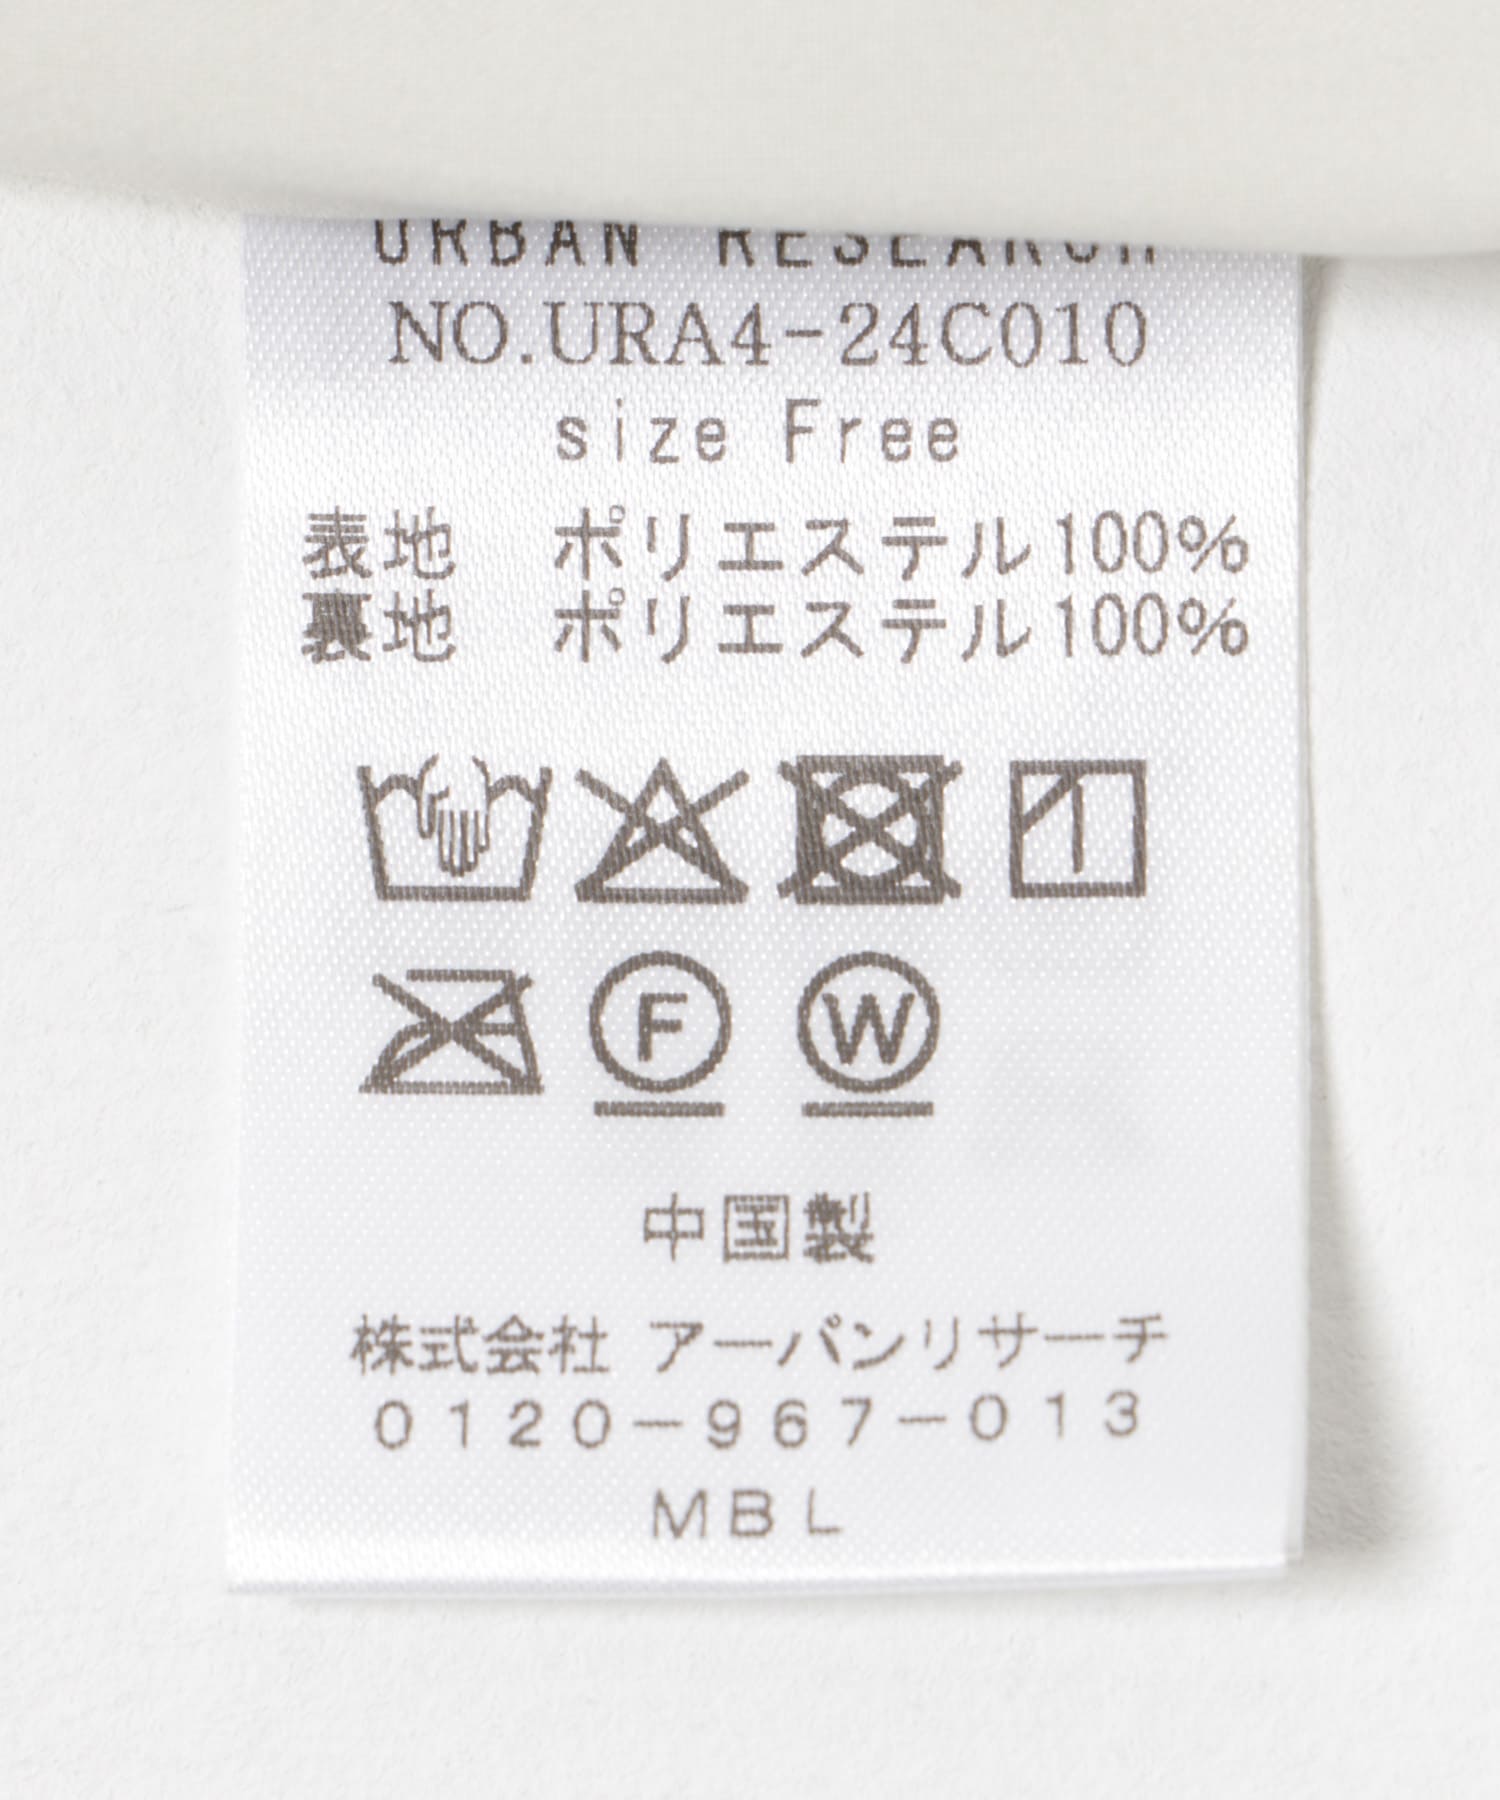 URBAN RESEARCH
NO.URA4-24C010
size Free
表地 ポリエステル100%
裏地 ポリエステル100%
F W
中国製
株式会社 アーバンリサーチ
0120-967-013
MBL